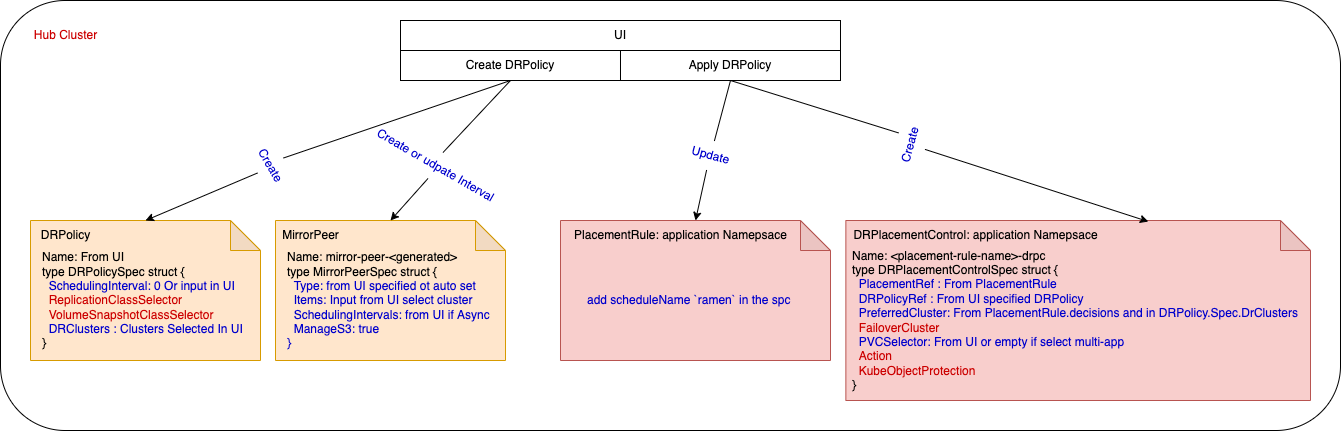 Hub Cluster
UI
Create DRPolicy
Apply DRPolicy
Create
Create or udpate Interval
Update
Create
DRPolicy
Name: From UI
type DRPolicySpec struct {
SchedulingInterval: 0 Or input in UI
ReplicationClassSelector
VolumeSnapshotClassSelector
DRClusters : Clusters Selected In UI
}
MirrorPeer
Name: mirror-peer-<generated>
type MirrorPeerSpec struct {
Type: from UI specified ot auto set
Items: Input from UI select cluster
SchedulingIntervals: from UI if Async
ManageS3: true
}
PlacementRule: application Namepsace
add scheduleName `ramen` in the spc
DRPlacementControl: application Namepsace
Name: <placement-rule-name>-drpc
type DRPlacementControlSpec struct {
PlacementRef : From PlacementRule
DRPolicyRef : From UI specified DRPolicy
PreferredCluster: From PlacementRule.decisions and in DRPolicy.Spec.DrClusters
FailoverCluster
PVCSelector: From UI or empty if select multi-app
Action
KubeObjectProtection
}